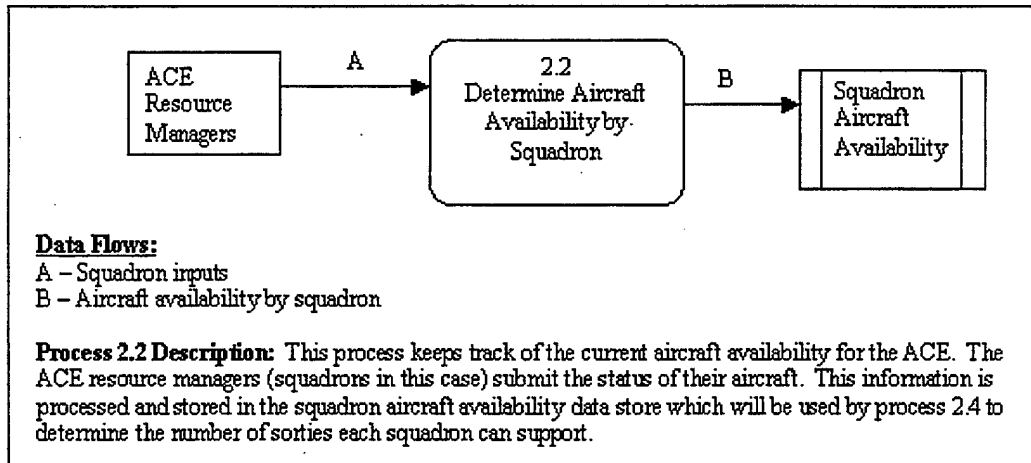 A
B
ACE
Resource
Managers
2.2
Determine Aircraft
Availability by
Squadron
Squadron
Aircraft
Availability
Data Flows:
A – Squadron inputs
B – Aircraft availability by squadron
Process 2.2 Description: This process keeps track of the current aircraft availability for the ACE. The
ACE resource managers (squadrons in this case) submit the status of their aircraft. This information is
processed and stored in the squadron aircraft availability data store which will be used by process 2.4 to
determine the number of sorties each squadron can support.